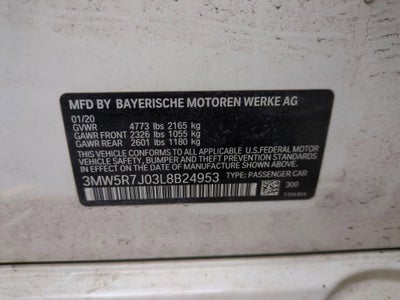 MFD BY BAYERISCHE MOTOREN WERKE AG
01/20
GVWR 4773 lbs 2165 kg
GAWR FRONT 2326 lbs 1055 kg
GAWR REAR 2601 lbs 1180 kg
THIS VEHICLE CONFORMS TO ALL APPLICABLE U.S.FEDERAL MOTOR
VEHICLE SAFETY, BUMPER, AND THEFT PREVENTION STANDARDS
IN EFFECT ON THE DATE OF MANUFACTURE SHOWN ABOVE.
3MW5R7J03L8B24953 TYPE: PASSENGER CAR
300